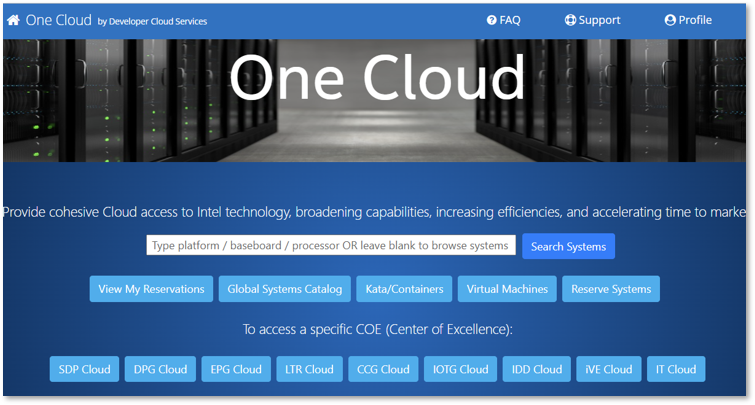 One Cloud by Developer Cloud Services FAQ Support Profile
One Cloud
Provide cohesive Cloud access to Intel technology, broadening capabilities, increasing efficiencies, and accelerating time to marke
Type platform / baseboard / processor OR leave blank to browse systems Search Systems
View My Reservations Global Systems Catalog Kata/Containers Virtual Machines Reserve Systems
To access a specific COE (Center of Excellence):
SDP Cloud DPG Cloud EPG Cloud LTR Cloud CCG Cloud IOTG Cloud IDD Cloud iVE Cloud IT Cloud